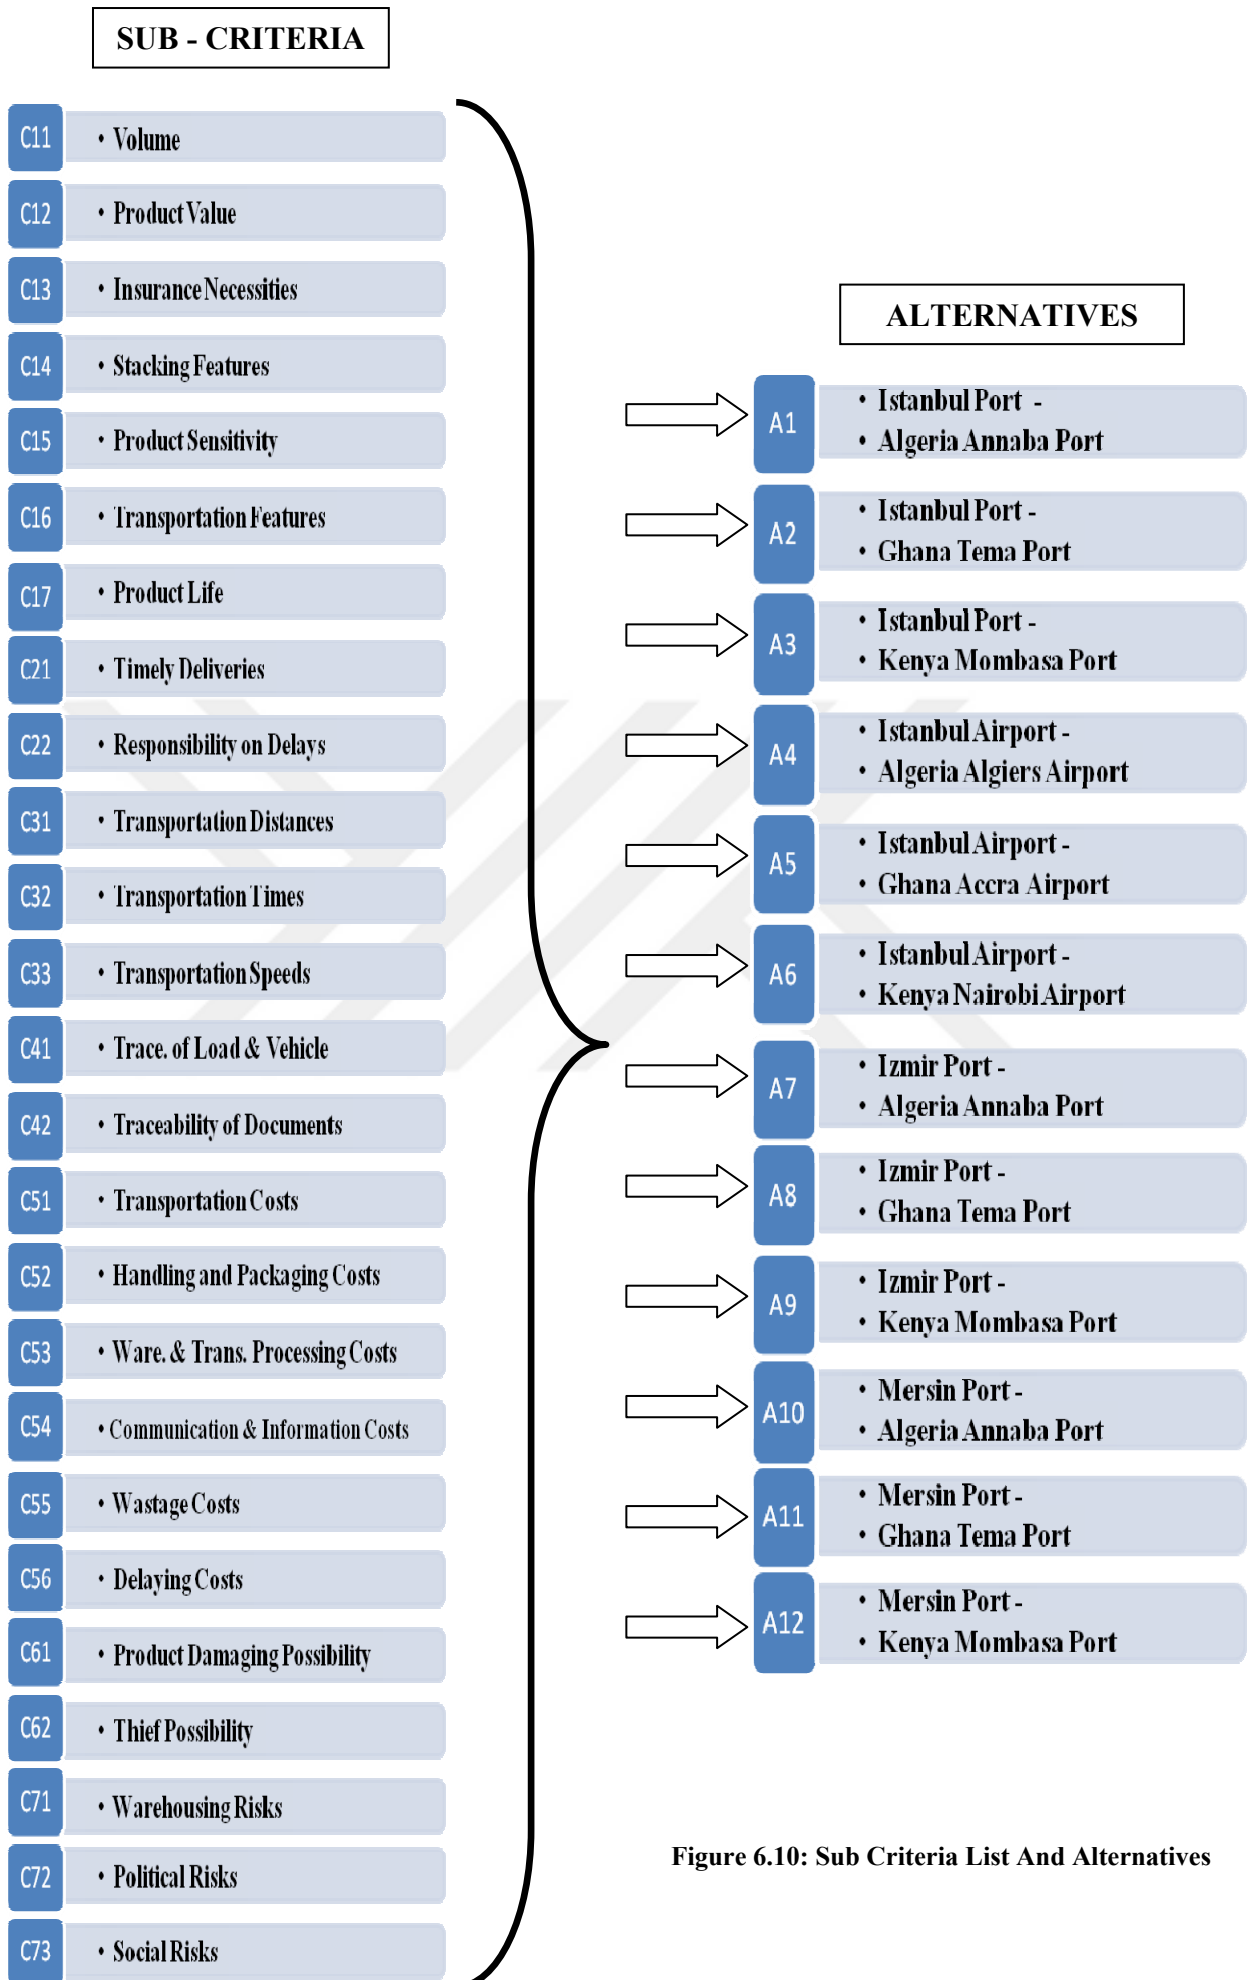 SUB - CRITERIA
C11 • Volume
C12 • Product Value
C13 • Insurance Necessities
C14 • Stacking Features
C15 • Product Sensitivity
C16 • Transportation Features
C17 • Product Life
C21 • Timely Deliveries
C22 • Responsibility on Delays
C31 • Transportation Distances
C32 • Transportation Times
C33 • Transportation Speeds
C41 • Trace. of Load & Vehicle
C42 • Traceability of Documents
C51 • Transportation Costs
C52 • Handling and Packaging Costs
C53 • Ware. & Trans. Processing Costs
C54 • Communication & Information Costs
C55 • Wastage Costs
C56 • Delaying Costs
C61 • Product Damaging Possibility
C62 • Thief Possibility
C71 • Warehousing Risks
C72 • Political Risks
C73 • Social Risks
ALTERNATIVES
A1 • Istanbul Port -
• Algeria Annaba Port
A2 • Istanbul Port -
• Ghana Tema Port
A3 • Istanbul Port -
• Kenya Mombasa Port
A4 • Istanbul Airport -
• Algeria Algiers Airport
A5 • Istanbul Airport -
• Ghana Accra Airport
A6 • Istanbul Airport -
• Kenya Nairobi Airport
A7 • Izmir Port -
• Algeria Annaba Port
A8 • Izmir Port -
• Ghana Tema Port
A9 • Izmir Port -
• Kenya Mombasa Port
A10 • Mersin Port -
• Algeria Annaba Port
A11 • Mersin Port -
• Ghana Tema Port
A12 • Mersin Port -
• Kenya Mombasa Port
Figure 6.10: Sub Criteria List And Alternatives